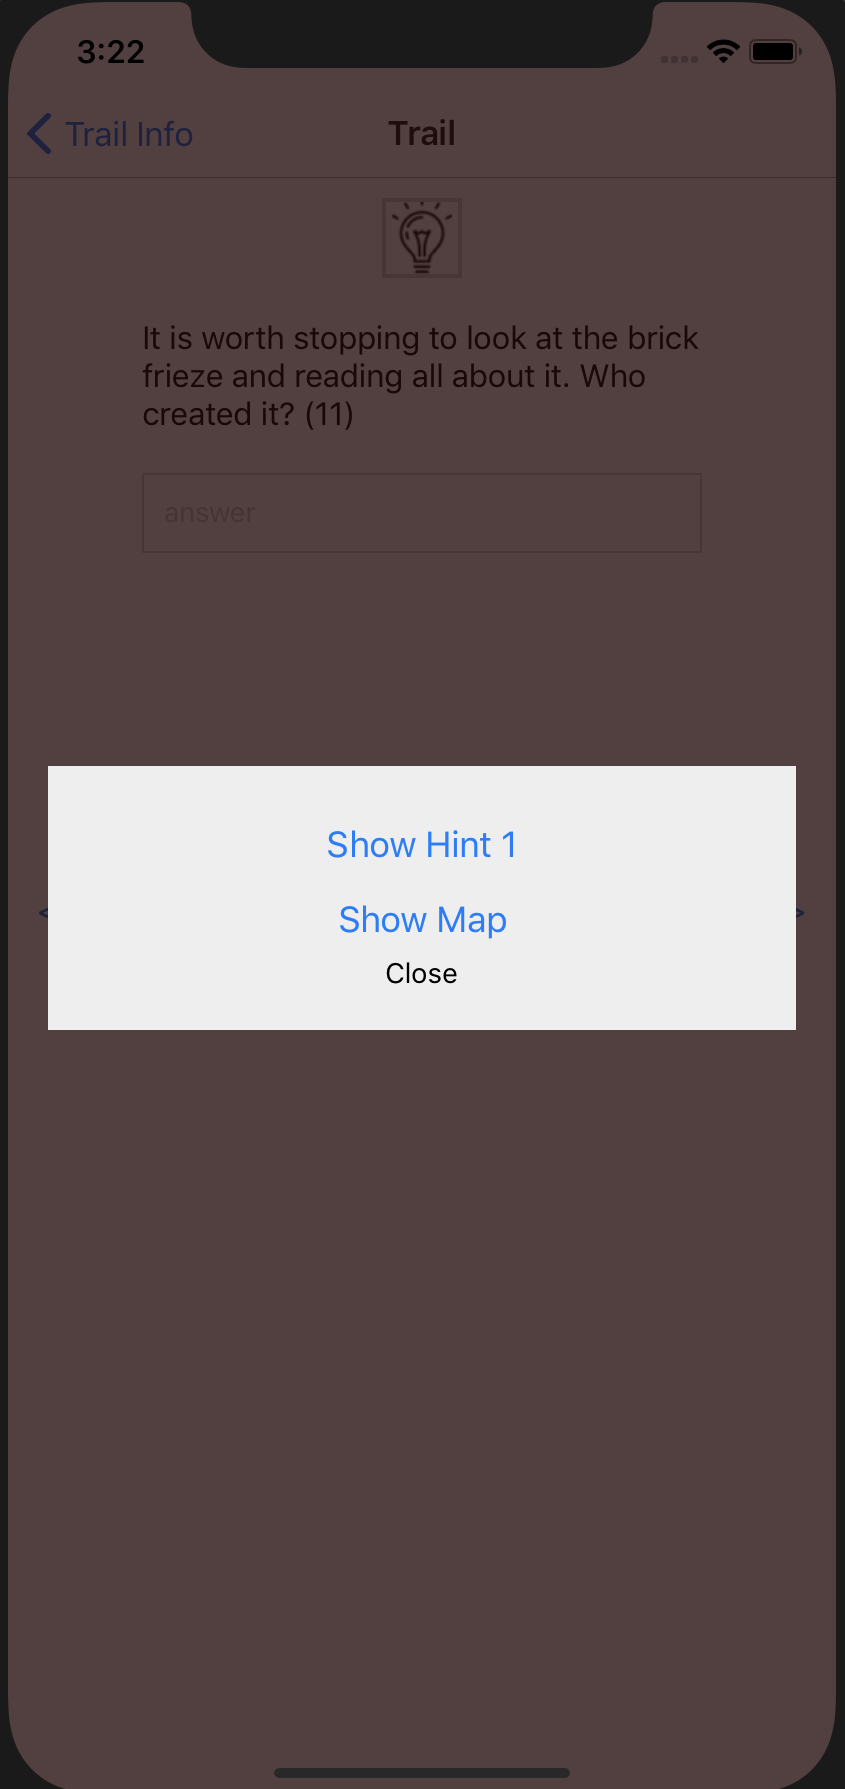 3:22
Trail Info
Trail
It is worth stopping to look at the brick
frieze and reading all about it. Who
created it? (11)
answer
Show Hint 1
<
Show Map
>
Close